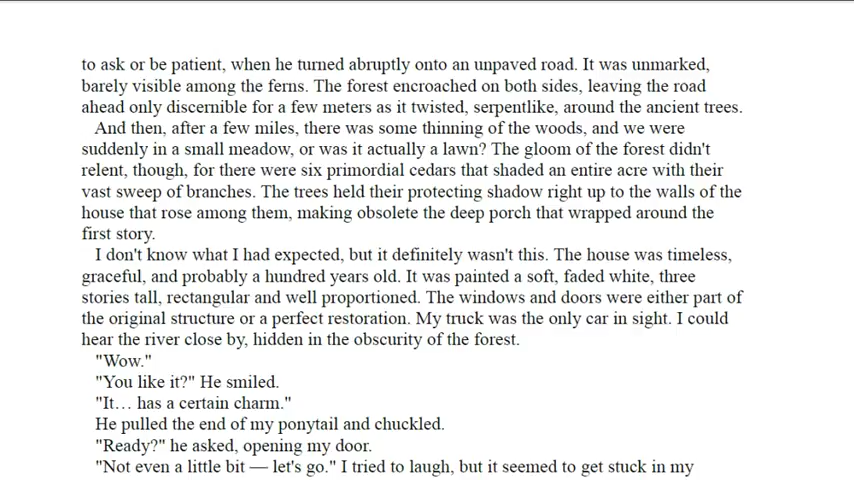 to ask or be patient, when he turned abruptly onto an unpaved road. It was unmarked,
barely visible among the ferns. The forest encroached on both sides, leaving the road
ahead only discernible for a few meters as it twisted, serpentlike, around the ancient trees.
And then, after a few miles, there was some thinning of the woods, and we were
suddenly in a small meadow, or was it actually a lawn? The gloom of the forest didn't
relent, though, for there were six primordial cedars that shaded an entire acre with their
vast sweep of branches. The trees held their protecting shadow right up to the walls of the
house that rose among them, making obsolete the deep porch that wrapped around the
first story.
I don't know what I had expected, but it definitely wasn't this. The house was timeless,
graceful, and probably a hundred years old. It was painted a soft, faded white, three
stories tall, rectangular and well proportioned. The windows and doors were either part of
the original structure or a perfect restoration. My truck was the only car in sight. I could
hear the river close by, hidden in the obscurity of the forest.
"Wow."
"You like it?" He smiled.
"It… has a certain charm."
He pulled the end of my ponytail and chuckled.
"Ready?" he asked, opening my door.
"Not even a little bit — let's go." I tried to laugh, but it seemed to get stuck in my